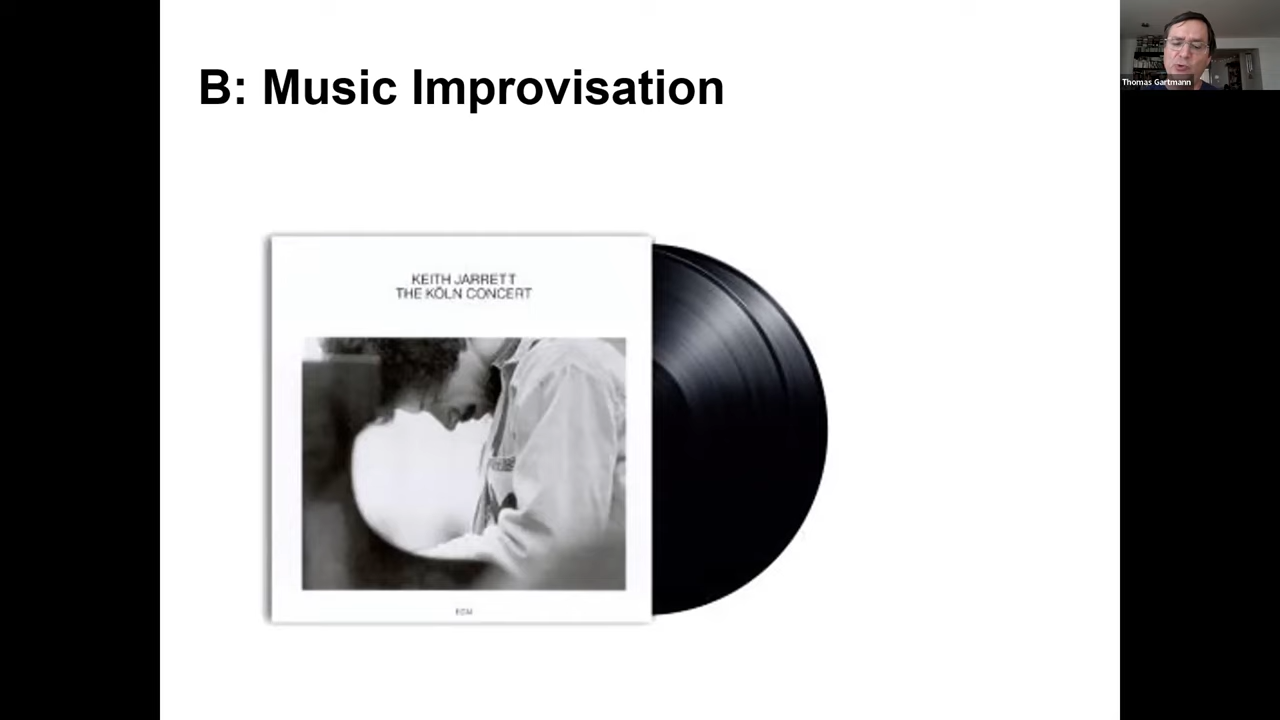 B: Music Improvisation
Thomas Gartmann
KEITH JARRETT
THE KÖLN CONCERT
ECM